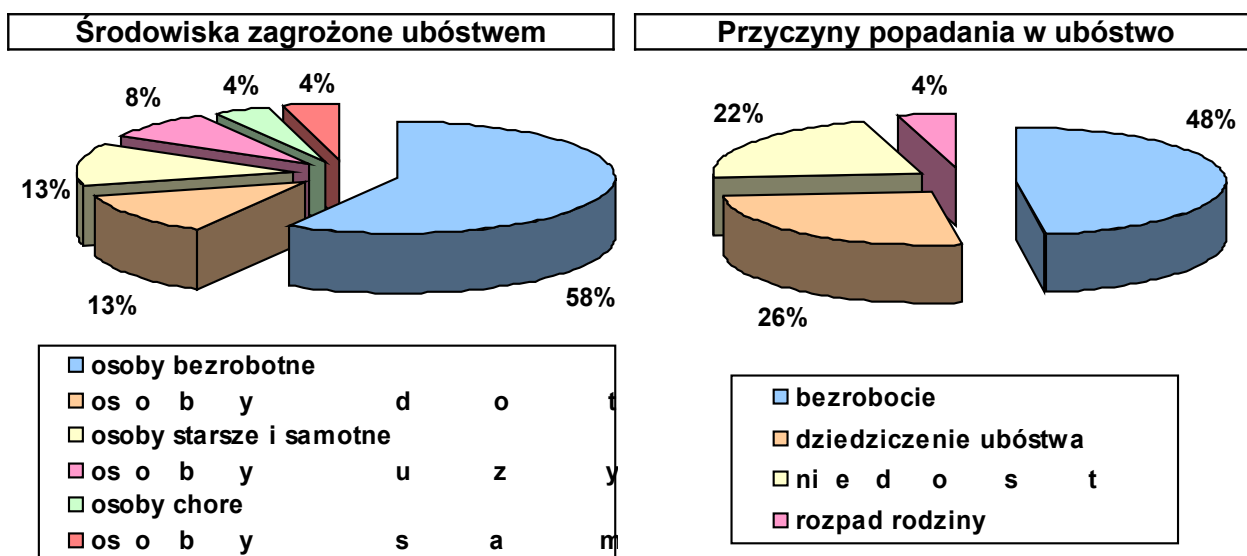 Środowiska zagrożone ubóstwem
4%
4%
8%
13%
13%
58%
osoby bezrobotne
os o b y d o t
osoby starsze i samotne
os o b y u z y
osoby chore
os o b y s a m
Przyczyny popadania w ubóstwo
4%
22%
48%
26%
bezrobocie
dziedziczenie ubóstwa
ni e d o s t
rozpad rodziny